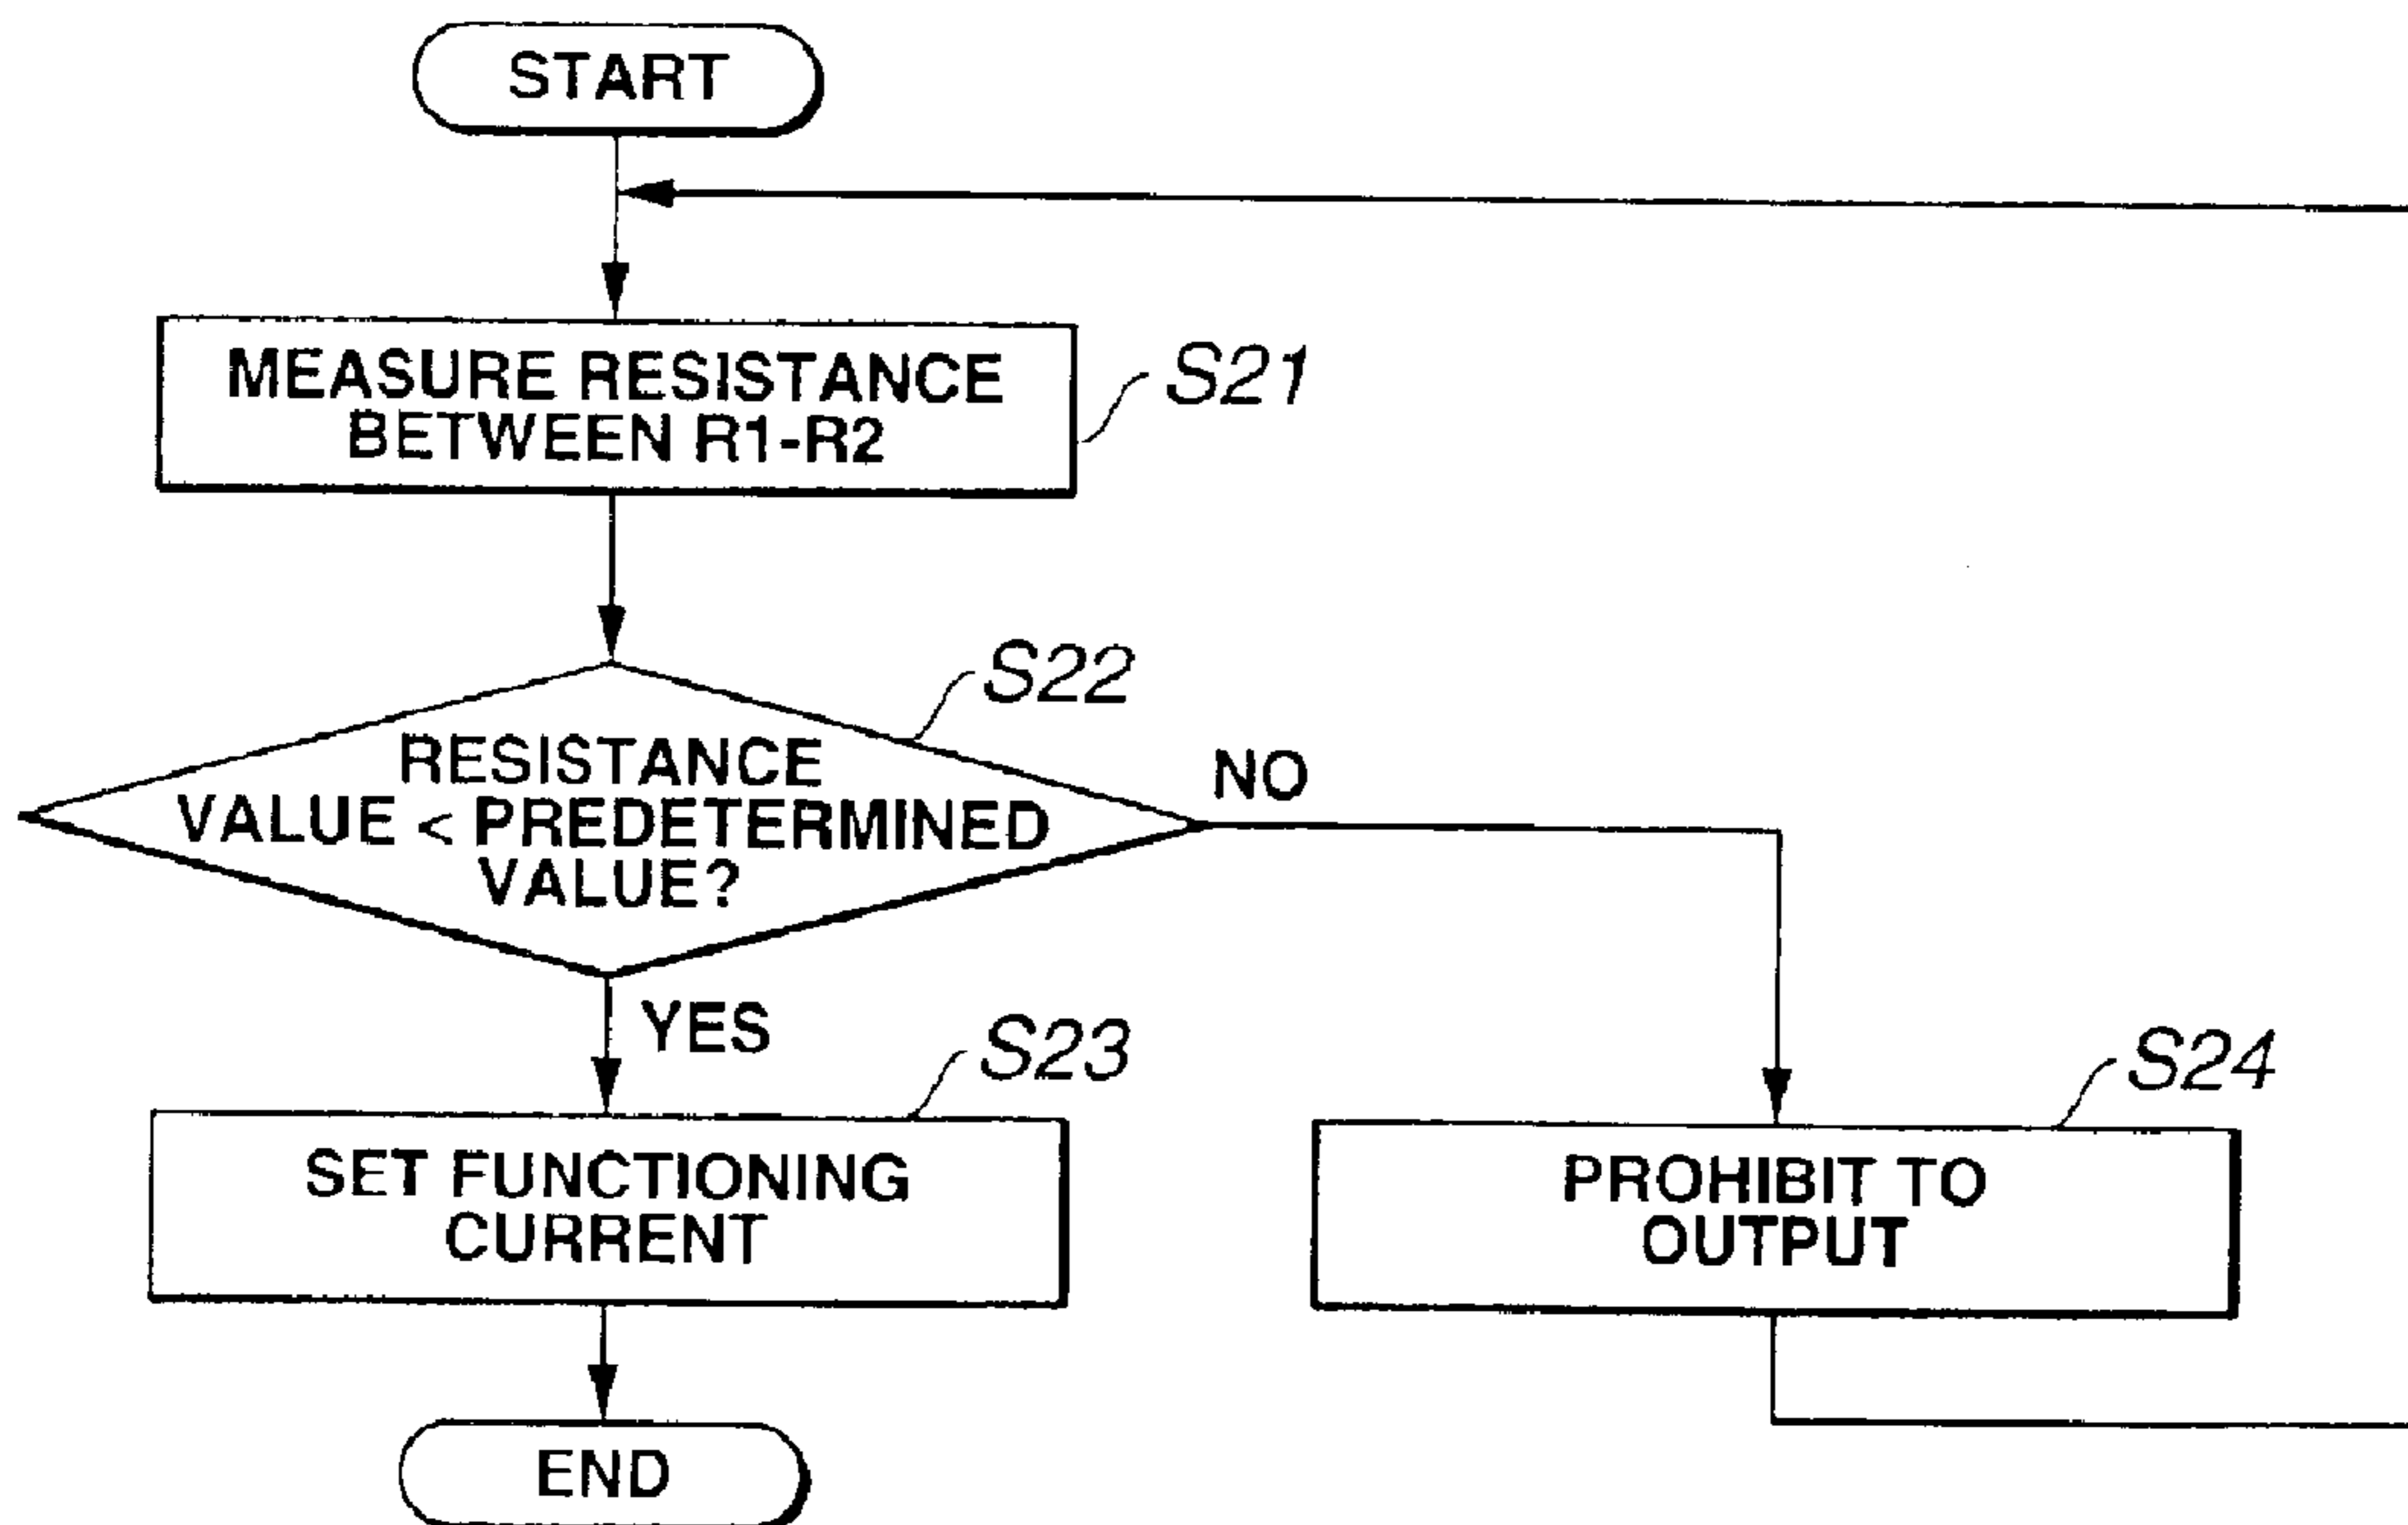 START
MEASURE RESISTANCE
BETWEEN R1-R2
S21
S22
RESISTANCE
VALUE < PREDETERMINED
VALUE?
NO
YES
S23
SET FUNCTIONING
CURRENT
S24
PROHIBIT TO
OUTPUT
END